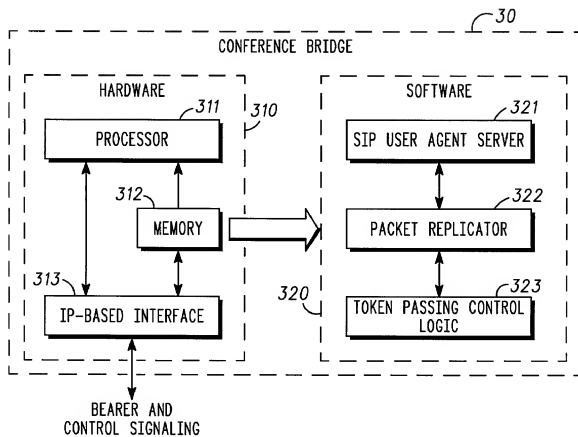 30
CONFERENCE BRIDGE
HARDWARE
311
310
PROCESSOR
312
MEMORY
313
IP-BASED INTERFACE
BEARER AND
CONTROL SIGNALING
SOFTWARE
321
SIP USER AGENT SERVER
322
PACKET REPLICATOR
320
323
TOKEN PASSING CONTROL
LOGIC